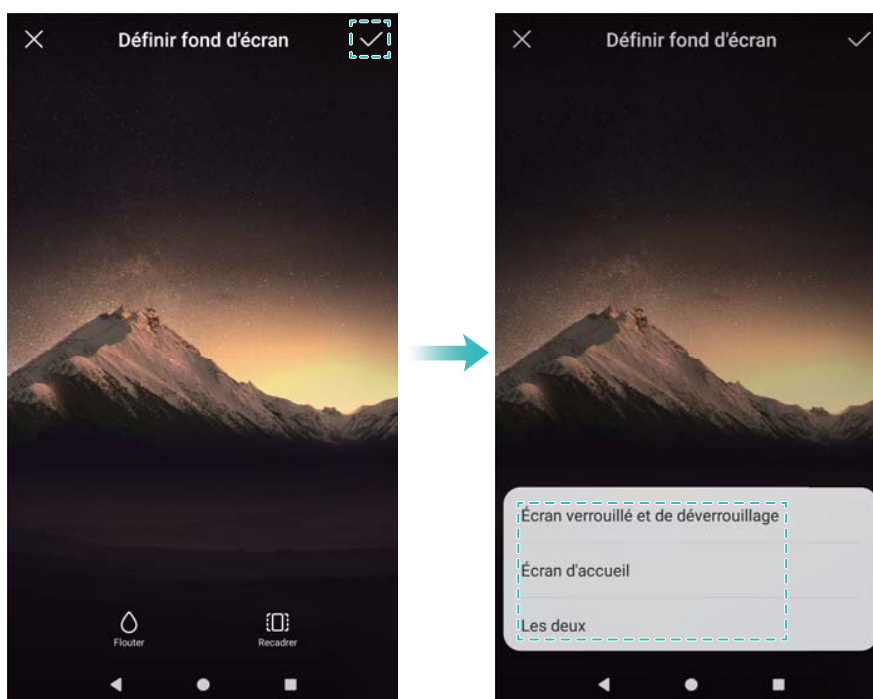 Définir fond d'écran
Flouter
Recadrer
Définir fond d'écran
Écran verrouillé et de déverrouillage
Écran d'accueil
Les deux